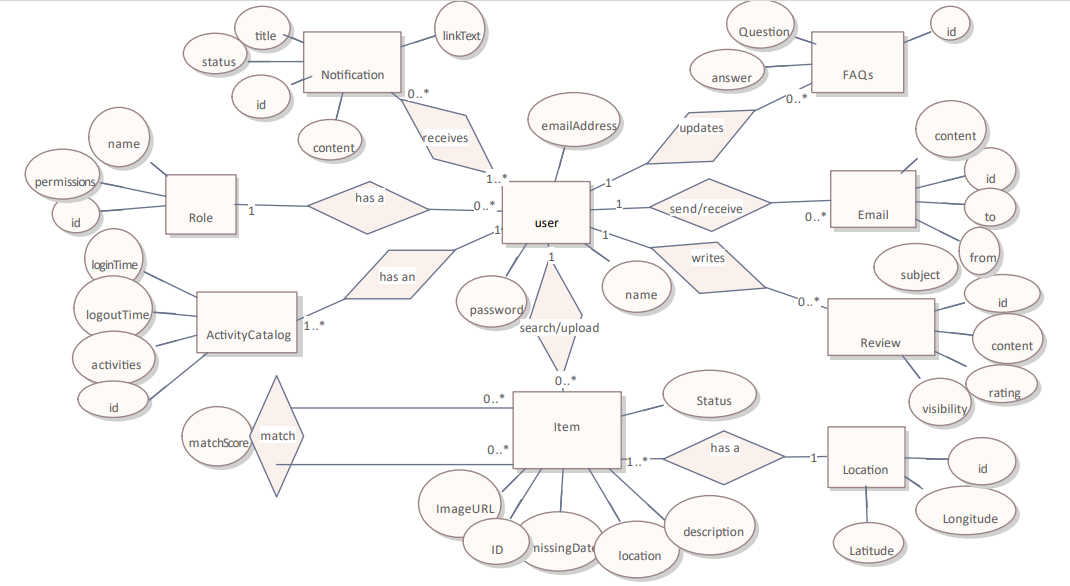 title
linkText
Question
id
status
Notification
FAQs
answer
id
0..*
0..*
content
receives
updates
emailAddress
content
name
permissions
1..*
1
id
id
Role
1
has a
0..*
user
1
send/receive
0..*
Email
to
1
1
writes
from
loginTime
has an
1
subject
logoutTime
password
name
id
ActivityCatalog
1..*
search/upload
0..*
Review
content
activities
id
0..*
rating
visibility
0..*
Status
matchScore
match
Item
0..*
1..*
has a
1
Location
id
ImageURL
Longitude
ID
missingDate
location
description
Latitude